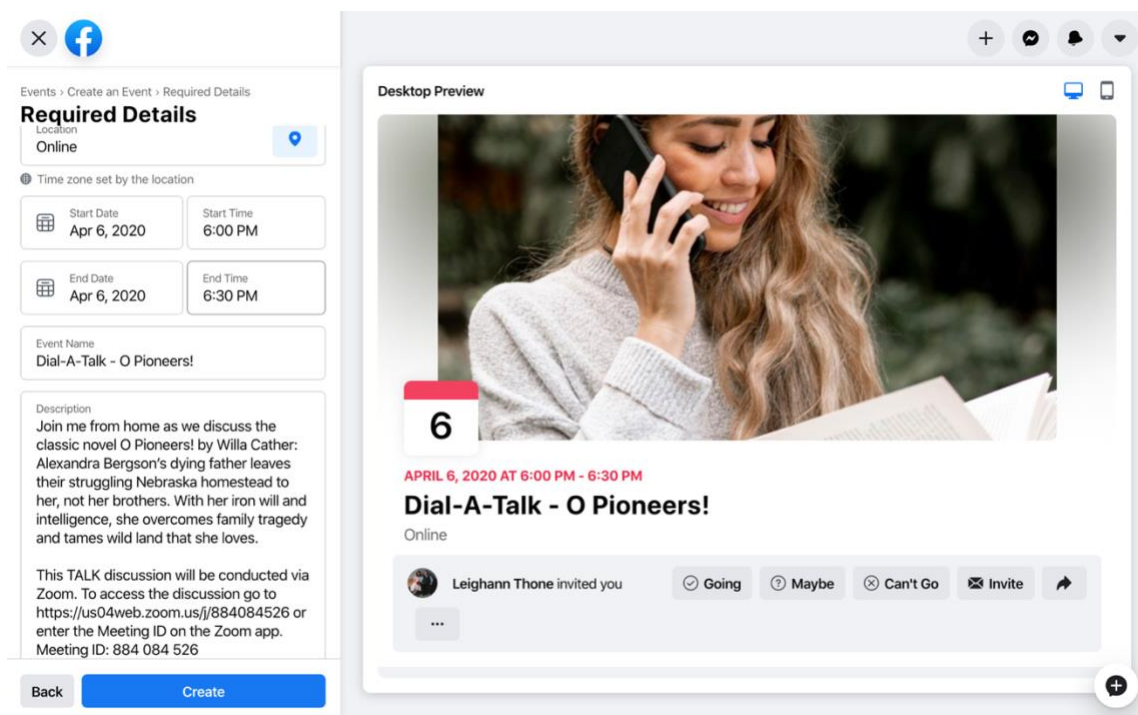 Events › Create an Event › Required Details
Required Details
Location
Online
Time zone set by the location
Start Date
Apr 6, 2020
Start Time
6:00 PM
End Date
Apr 6, 2020
End Time
6:30 PM
Event Name
Dial-A-Talk - O Pioneers!
Description
Join me from home as we discuss the
classic novel O Pioneers! by Willa Cather:
Alexandra Bergson's dying father leaves
their struggling Nebraska homestead to
her, not her brothers. With her iron will and
intelligence, she overcomes family tragedy
and tames wild land that she loves.
This TALK discussion will be conducted via
Zoom. To access the discussion go to
https://us04web.zoom.us/j/884084526 or
enter the Meeting ID on the Zoom app.
Meeting ID: 884 084 526
Back
Create
Desktop Preview
6
APRIL 6, 2020 AT 6:00 PM - 6:30 PM
Dial-A-Talk - O Pioneers!
Online
Leighann Thone invited you
Going
Maybe
Can't Go
Invite